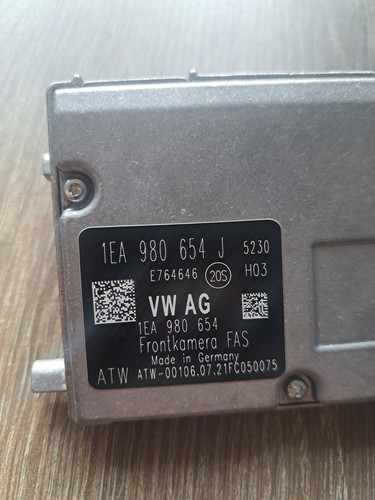 1EA 980 654 J 5230
E764646 20S H03
VW AG
1EA 980 654
Frontkamera FAS
Made in Germany
ATW ATW-00106.07.21FC050075